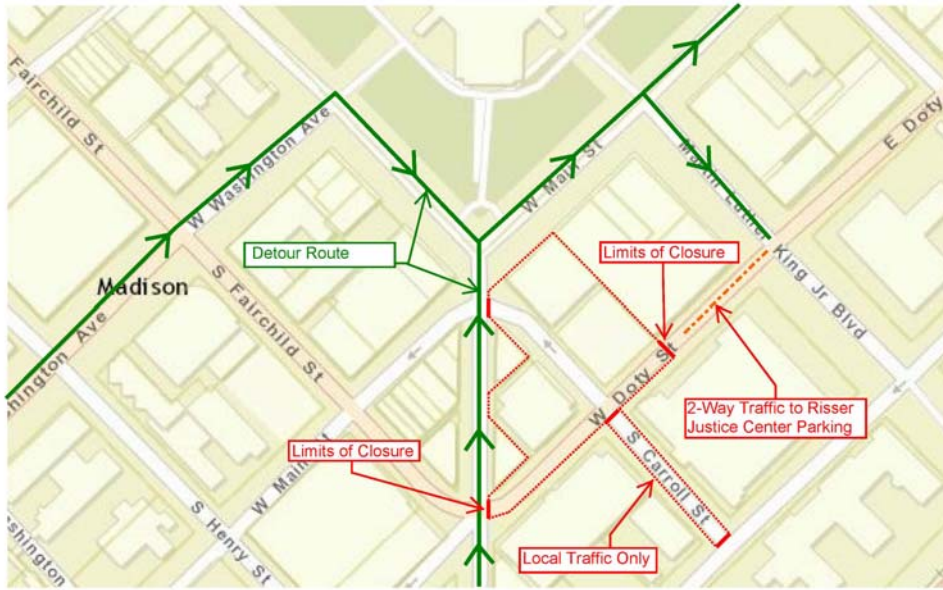 Fairchild St
W Washington Ave
W Main St
Martin Luther
King Jr Blvd
E Doty
Detour Route
Limits of Closure
Madison
S Fairchild St
W Doty St
hington Ave
2-Way Traffic to Risser
Justice Center Parking
Limits of Closure
W Main
S Carroll St
S Henry St
Local Traffic Only
ashington